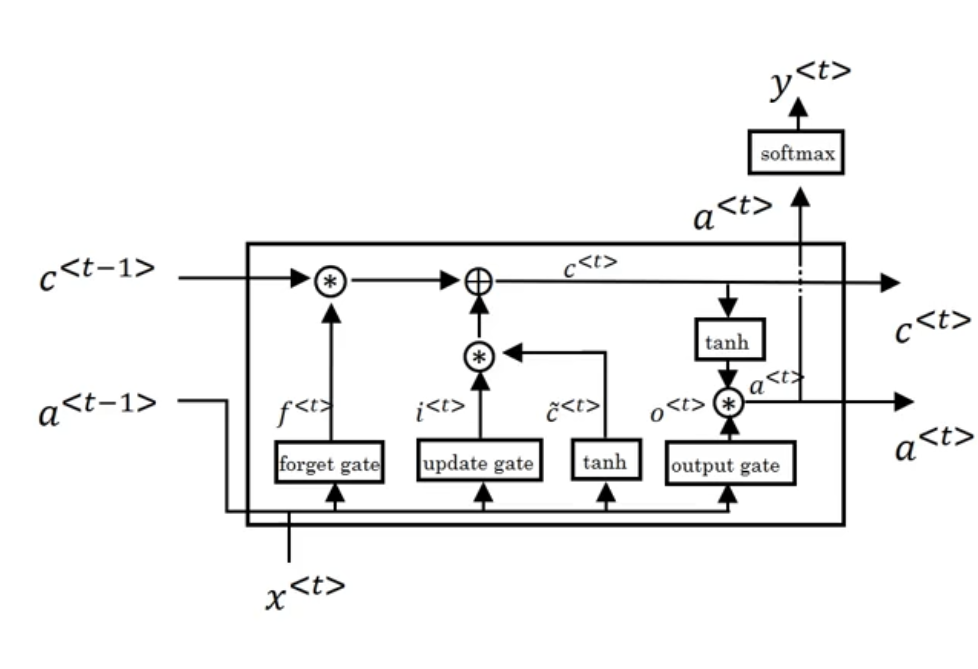 y<t>
softmax
a<t>
c<t−1>
*
⊕
c<t>
c<t>
tanh
*
a<t−1>
f<t>
i<t>
c̃<t>
o<t>
*
a<t>
a<t>
forget gate
update gate
tanh
output gate
x<t>